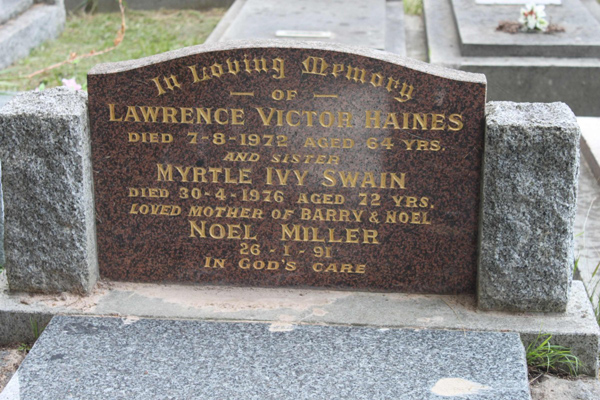 In Loving Memory
— OF —
LAWRENCE VICTOR HAINES
DIED 7-8-1972 AGED 64 YRS.
AND SISTER
MYRTLE IVY SWAIN
DIED 30-4-1976 AGED 72 YRS.
LOVED MOTHER OF BARRY & NOEL
NOEL MILLER
26-1-91
IN GOD'S CARE